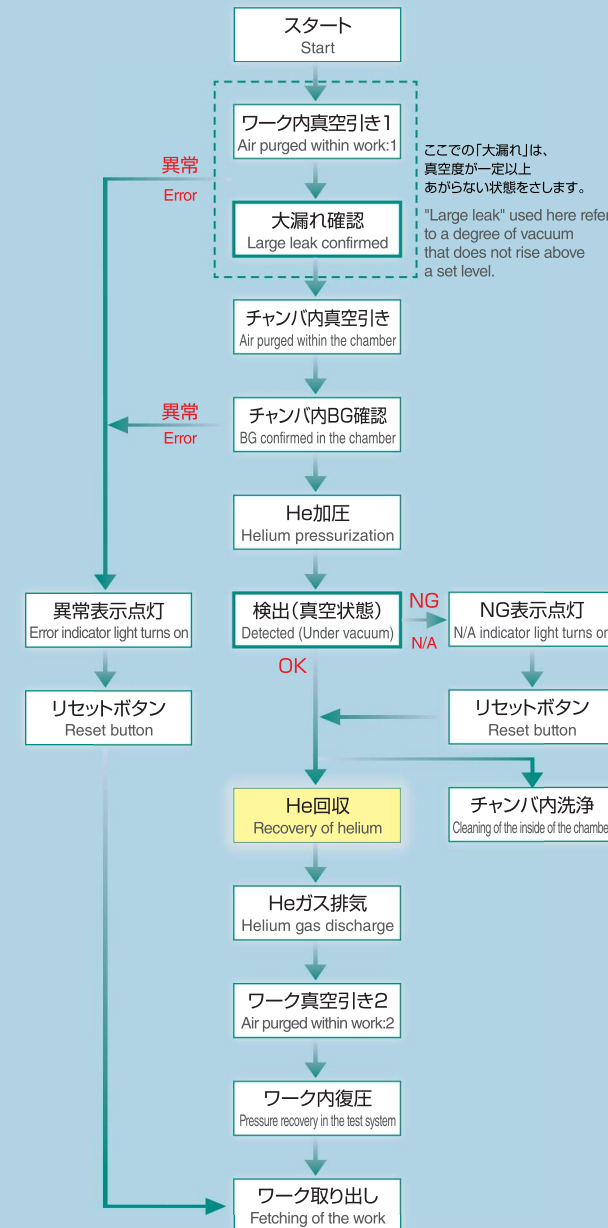 スタート
Start
ワーク内真空引き1
Air purged within work:1
異常
Error
大漏れ確認
Large leak confirmed
ここでの「大漏れ」は、
真空度が一定以上
あがらない状態をさします。
"Large leak" used here refer
to a degree of vacuum
that does not rise above
a set level.
チャンバ内真空引き
Air purged within the chamber
異常
Error
チャンバ内BG確認
BG confirmed in the chamber
He加圧
Helium pressurization
異常表示点灯
Error indicator light turns on
検出(真空状態)
Detected (Under vacuum)
NG
N/A
NG表示点灯
N/A indicator light turns on
OK
リセットボタン
Reset button
リセットボタン
Reset button
He回収
Recovery of helium
チャンバ内洗浄
Cleaning of the inside of the chambe
Heガス排気
Helium gas discharge
ワーク真空引き2
Air purged within work:2
ワーク内復圧
Pressure recovery in the test system
ワーク取り出し
Fetching of the work